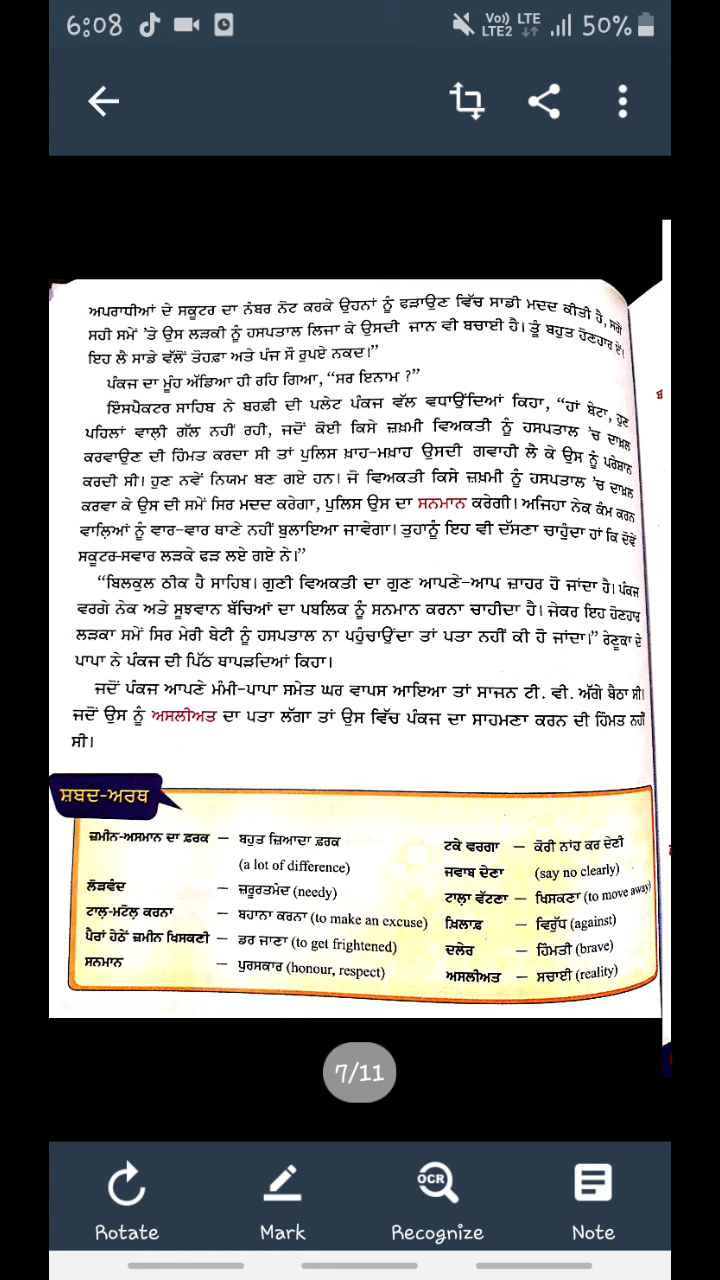 6:08
Vo)) LTE
LTE2
50%
ਅਪਰਾਧੀਆਂ ਦੇ ਸਕੂਟਰ ਦਾ ਨੰਬਰ ਨੋਟ ਕਰਕੇ ਉਹਨਾਂ ਨੂੰ ਫੜਾਉਣ ਵਿੱਚ ਸਾਡੀ ਮਦਦ ਕੀਤੀ ਹੈ, ਸਗੋਂ
ਸਹੀ ਸਮੇਂ 'ਤੇ ਉਸ ਲੜਕੀ ਨੂੰ ਹਸਪਤਾਲ ਲਿਜਾ ਕੇ ਉਸਦੀ ਜਾਨ ਵੀ ਬਚਾਈ ਹੈ। ਤੂੰ ਬਹੁਤ ਹੋਣਹਾਰ ਏਂ।
ਇਹ ਲੈ ਸਾਡੇ ਵੱਲੋਂ ਤੋਹਫ਼ਾ ਅਤੇ ਪੰਜ ਸੌ ਰੁਪਏ ਨਕਦ।”
ਪੰਕਜ ਦਾ ਮੂੰਹ ਅੱਡਿਆ ਹੀ ਰਹਿ ਗਿਆ, “ਸਰ ਇਨਾਮ ?”
ਇੰਸਪੈਕਟਰ ਸਾਹਿਬ ਨੇ ਬਰਫ਼ੀ ਦੀ ਪਲੇਟ ਪੰਕਜ ਵੱਲ ਵਧਾਉਂਦਿਆਂ ਕਿਹਾ, “ਹਾਂ ਬੇਟਾ, ਹੁਣ
ਪਹਿਲਾਂ ਵਾਲ਼ੀ ਗੱਲ ਨਹੀਂ ਰਹੀ, ਜਦੋਂ ਕੋਈ ਕਿਸੇ ਜ਼ਖ਼ਮੀ ਵਿਅਕਤੀ ਨੂੰ ਹਸਪਤਾਲ 'ਚ ਦਾਖ਼ਲ
ਕਰਵਾਉਣ ਦੀ ਹਿੰਮਤ ਕਰਦਾ ਸੀ ਤਾਂ ਪੁਲਿਸ ਖ਼ਾਹ-ਮਖ਼ਾਹ ਉਸਦੀ ਗਵਾਹੀ ਲੈ ਕੇ ਉਸ ਨੂੰ ਪਰੇਸ਼ਾਨ
ਕਰਦੀ ਸੀ। ਹੁਣ ਨਵੇਂ ਨਿਯਮ ਬਣ ਗਏ ਹਨ। ਜੋ ਵਿਅਕਤੀ ਕਿਸੇ ਜ਼ਖ਼ਮੀ ਨੂੰ ਹਸਪਤਾਲ 'ਚ ਦਾਖ਼ਲ
ਕਰਵਾ ਕੇ ਉਸ ਦੀ ਸਮੇਂ ਸਿਰ ਮਦਦ ਕਰੇਗਾ, ਪੁਲਿਸ ਉਸ ਦਾ ਸਨਮਾਨ ਕਰੇਗੀ। ਅਜਿਹਾ ਨੇਕ ਕੰਮ ਕਰਨ
ਵਾਲ਼ਿਆਂ ਨੂੰ ਵਾਰ-ਵਾਰ ਥਾਣੇ ਨਹੀਂ ਬੁਲਾਇਆ ਜਾਵੇਗਾ। ਤੁਹਾਨੂੰ ਇਹ ਵੀ ਦੱਸਣਾ ਚਾਹੁੰਦਾ ਹਾਂ ਕਿ ਦੋਵੇਂ
ਸਕੂਟਰ-ਸਵਾਰ ਲੜਕੇ ਫੜ ਲਏ ਗਏ ਨੇ।”
“ਬਿਲਕੁਲ ਠੀਕ ਹੈ ਸਾਹਿਬ। ਗੁਣੀ ਵਿਅਕਤੀ ਦਾ ਗੁਣ ਆਪਣੇ-ਆਪ ਜ਼ਾਹਰ ਹੋ ਜਾਂਦਾ ਹੈ। ਪੰਕਜ
ਵਰਗੇ ਨੇਕ ਅਤੇ ਸੂਝਵਾਨ ਬੱਚਿਆਂ ਦਾ ਪਬਲਿਕ ਨੂੰ ਸਨਮਾਨ ਕਰਨਾ ਚਾਹੀਦਾ ਹੈ। ਜੇਕਰ ਇਹ ਹੋਣਹਾਰ
ਲੜਕਾ ਸਮੇਂ ਸਿਰ ਮੇਰੀ ਬੇਟੀ ਨੂੰ ਹਸਪਤਾਲ ਨਾ ਪਹੁੰਚਾਉਂਦਾ ਤਾਂ ਪਤਾ ਨਹੀਂ ਕੀ ਹੋ ਜਾਂਦਾ।” ਰੇਣੂਕਾ ਦੇ
ਪਾਪਾ ਨੇ ਪੰਕਜ ਦੀ ਪਿੱਠ ਥਾਪੜਦਿਆਂ ਕਿਹਾ।
ਜਦੋਂ ਪੰਕਜ ਆਪਣੇ ਮੰਮੀ-ਪਾਪਾ ਸਮੇਤ ਘਰ ਵਾਪਸ ਆਇਆ ਤਾਂ ਸਾਜਨ ਟੀ. ਵੀ. ਅੱਗੇ ਬੈਠਾ ਸੀ।
ਜਦੋਂ ਉਸ ਨੂੰ ਅਸਲੀਅਤ ਦਾ ਪਤਾ ਲੱਗਾ ਤਾਂ ਉਸ ਵਿੱਚ ਪੰਕਜ ਦਾ ਸਾਹਮਣਾ ਕਰਨ ਦੀ ਹਿੰਮਤ ਨਹੀਂ
ਸੀ।
ਸ਼ਬਦ-ਅਰਥ
ਜ਼ਮੀਨ-ਅਸਮਾਨ ਦਾ ਫ਼ਰਕ – ਬਹੁਤ ਜ਼ਿਆਦਾ ਫ਼ਰਕ
(a lot of difference)
ਲੋੜਵੰਦ – ਜ਼ਰੂਰਤਮੰਦ (needy)
ਟਾਲ਼-ਮਟੋਲ਼ ਕਰਨਾ – ਬਹਾਨਾ ਕਰਨਾ (to make an excuse)
ਪੈਰਾਂ ਹੇਠੋਂ ਜ਼ਮੀਨ ਖਿਸਕਣੀ – ਡਰ ਜਾਣਾ (to get frightened)
ਸਨਮਾਨ – ਪੁਰਸਕਾਰ (honour, respect)
ਟਕੇ ਵਰਗਾ – ਕੋਰੀ ਨਾਂਹ ਕਰ ਦੇਣੀ
ਜਵਾਬ ਦੇਣਾ (say no clearly)
ਟਾਲ਼ਾ ਵੱਟਣਾ – ਖਿਸਕਣਾ (to move away)
ਖ਼ਿਲਾਫ਼ – ਵਿਰੁੱਧ (against)
ਦਲੇਰ – ਹਿੰਮਤੀ (brave)
ਅਸਲੀਅਤ – ਸਚਾਈ (reality)
7/11
OCR
Rotate
Mark
Recognize
Note